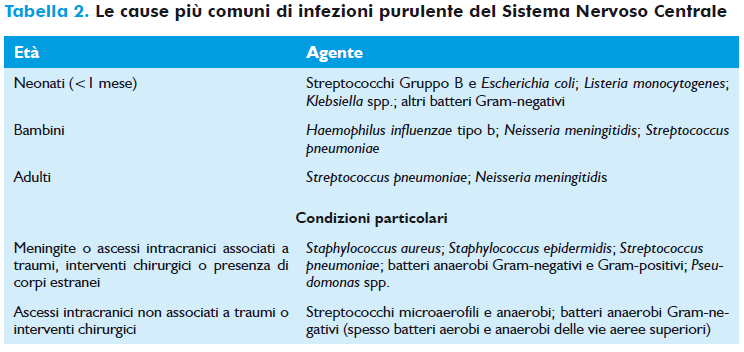 Tabella 2. Le cause più comuni di infezioni purulente del Sistema Nervoso Centrale
Età Agente
Neonati (<1 mese) Streptococchi Gruppo B e Escherichia coli; Listeria monocytogenes;
Klebsiella spp.; altri batteri Gram-negativi
Bambini Haemophilus influenzae tipo b; Neisseria meningitidis; Streptococcus
pneumoniae
Adulti Streptococcus pneumoniae; Neisseria meningitidis
Condizioni particolari
Meningite o ascessi intracranici associati a Staphylococcus aureus; Staphylococcus epidermidis; Streptococcus
traumi, interventi chirurgici o presenza di pneumoniae; batteri anaerobi Gram-negativi e Gram-positivi; Pseu-
corpi estranei domonas spp.
Ascessi intracranici non associati a traumi o Streptococchi microaerofili e anaerobi; batteri anaerobi Gram-ne-
interventi chirurgici gativi (spesso batteri aerobi e anaerobi delle vie aeree superiori)